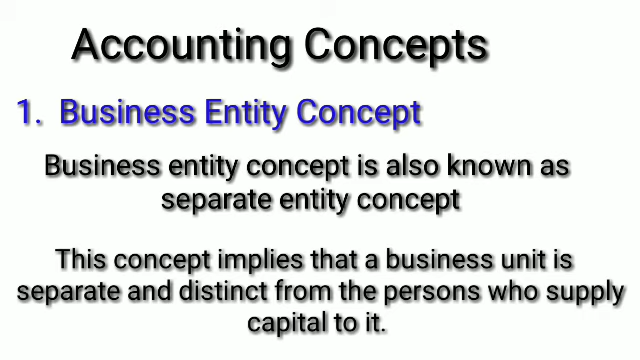 Accounting Concepts
1. Business Entity Concept
Business entity concept is also known as
separate entity concept
This concept implies that a business unit is
separate and distinct from the persons who supply
capital to it.